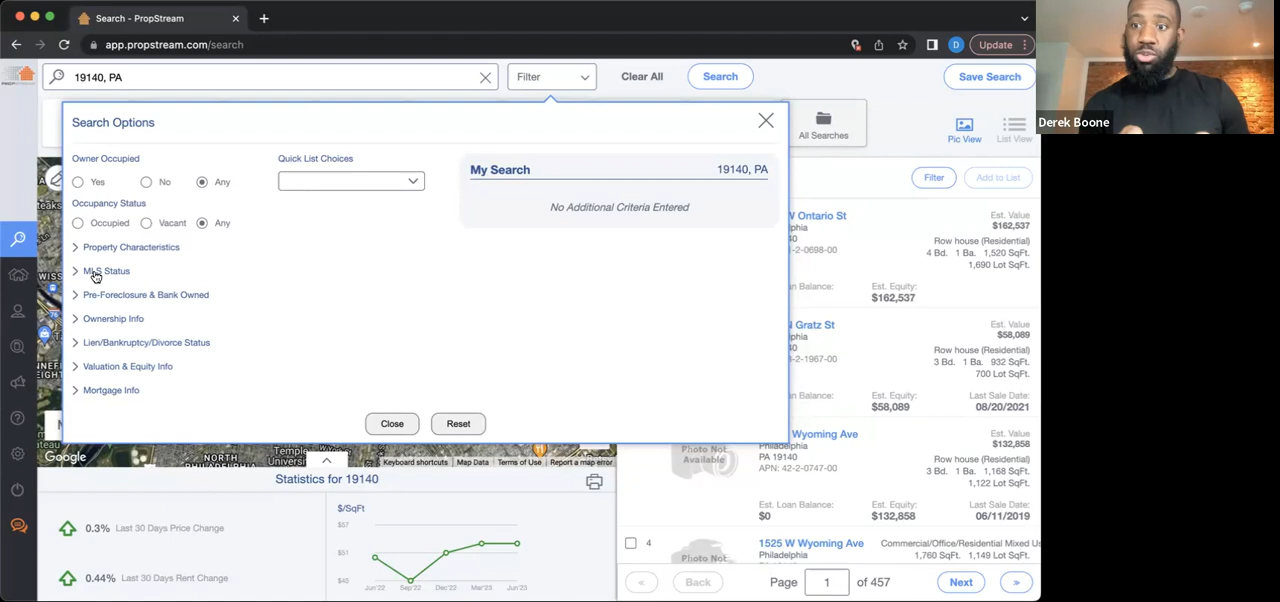 Search - PropStream
app.propstream.com/search
Update
19140, PA
Filter
Clear All
Search
Save Search
Derek Boone
Search Options
All Searches
Pic View
List View
Owner Occupied
Yes
No
Any
Quick List Choices
My Search
19140, PA
No Additional Criteria Entered
Filter
Add to List
Occupancy Status
Occupied
Vacant
Any
Property Characteristics
MLS Status
Pre-Foreclosure & Bank Owned
Ownership Info
Lien/Bankruptcy/Divorce Status
Valuation & Equity Info
Mortgage Info
Close
Reset
W Ontario St
Est. Value
$162,537
Row house (Residential)
4 Bd. 1 Ba. 1,520 SqFt.
1,690 Lot SqFt.
Est. Equity:
$162,537
N Gratz St
Est. Value
$58,089
Row house (Residential)
3 Bd. 1 Ba. 932 SqFt.
700 Lot SqFt.
Est. Equity:
$58,089
Last Sale Date:
08/20/2021
Wyoming Ave
Philadelphia
PA 19140
APN: 42-2-0747-00
Photo Not
Available
Est. Value
$132,858
Row house (Residential)
3 Bd. 1 Ba. 1,168 SqFt.
1,122 Lot SqFt.
Est. Loan Balance:
$0
Est. Equity:
$132,858
Last Sale Date:
06/11/2019
4
Photo Not
1525 W Wyoming Ave
Philadelphia
Commercial/Office/Residential Mixed Us
1,760 SqFt. 1,149 Lot SqFt.
Back
Page
1
of 457
Next
Google
NORTH
PHILADELPHIA
Keyboard shortcuts
Map Data
Terms of Use
Report a map error
Statistics for 19140
0.3% Last 30 Days Price Change
0.44% Last 30 Days Rent Change
$/SqFt
$57
$51
$45
Jun'22
Sep'22
Dec'22
Mar'23
Jun'23